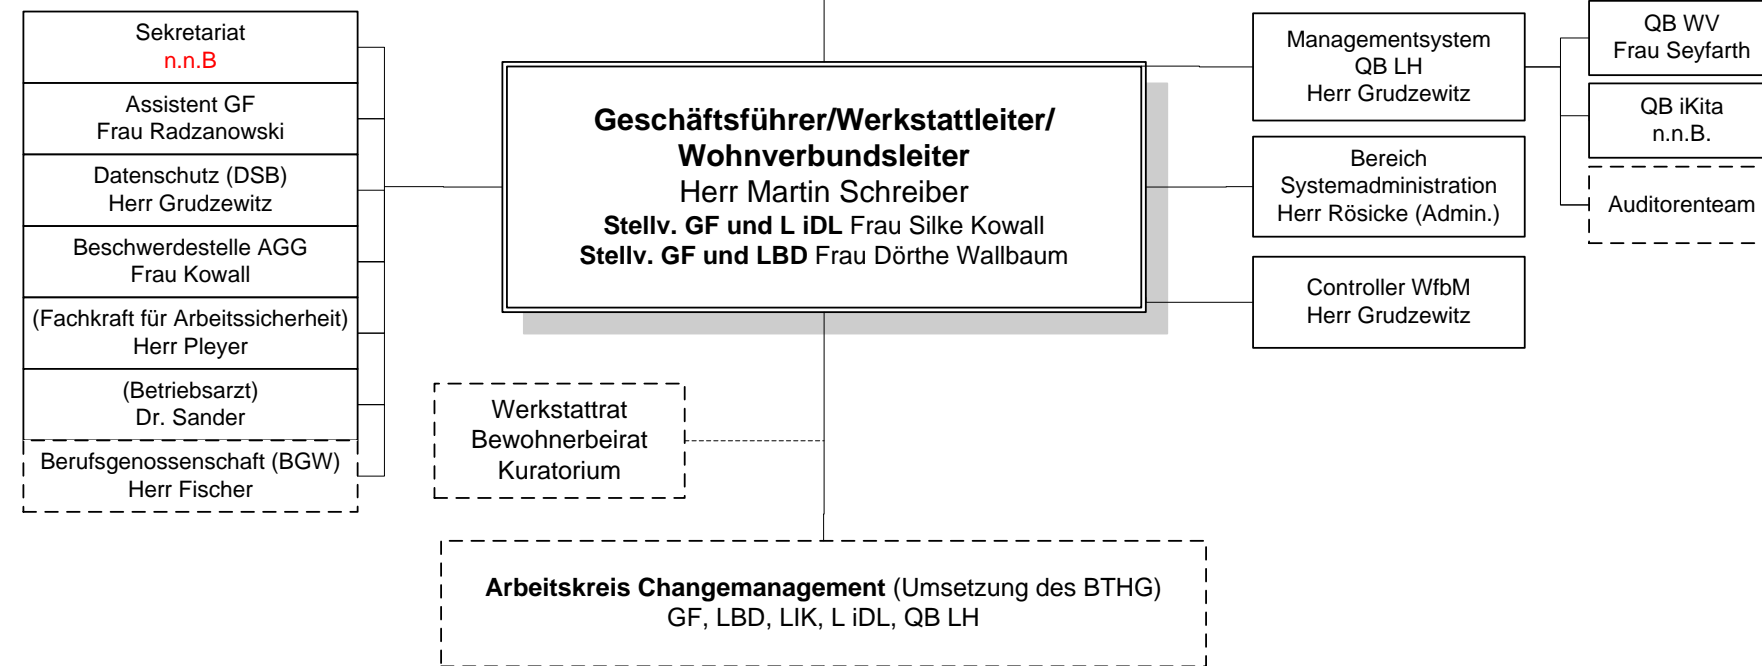 Sekretariat
n.n.B
Assistent GF
Frau Radzanowski
Datenschutz (DSB)
Herr Grudzewitz
Beschwerdestelle AGG
Frau Kowall
(Fachkraft für Arbeitssicherheit)
Herr Pleyer
(Betriebsarzt)
Dr. Sander
Berufsgenossenschaft (BGW)
Herr Fischer
Geschäftsführer/Werkstattleiter/
Wohnverbundsleiter
Herr Martin Schreiber
Stellv. GF und L iDL Frau Silke Kowall
Stellv. GF und LBD Frau Dörthe Wallbaum
Werkstattrat
Bewohnerbeirat
Kuratorium
Arbeitskreis Changemanagement (Umsetzung des BTHG)
GF, LBD, LIK, L iDL, QB LH
Managementsystem
QB LH
Herr Grudzewitz
Bereich
Systemadministration
Herr Rösicke (Admin.)
Controller WfbM
Herr Grudzewitz
QB WV
Frau Seyfarth
QB iKita
n.n.B.
Auditorenteam